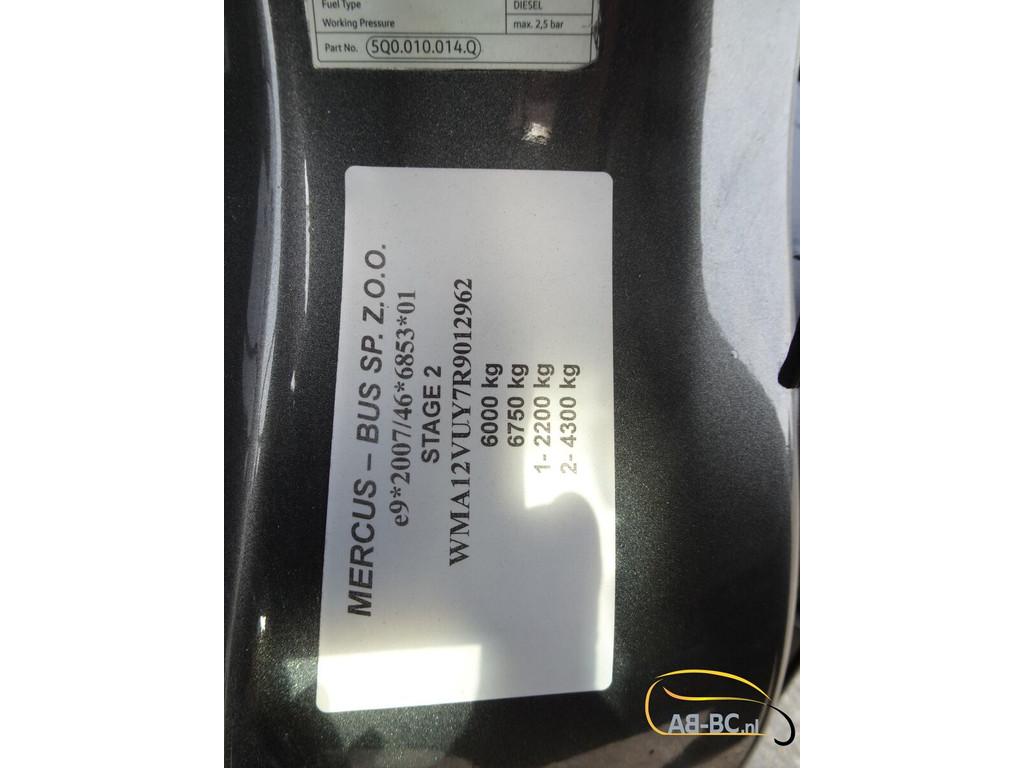 Fuel Type DIESEL
Working Pressure max. 2,5 bar
Part No. 5Q0.010.014.Q
MERCUS – BUS SP. Z.O.O.
e9*2007/46*6853*01
STAGE 2
WMA12VUY7R9012962
6000 kg
6750 kg
1- 2200 kg
2- 4300 kg
AB-BC.nl